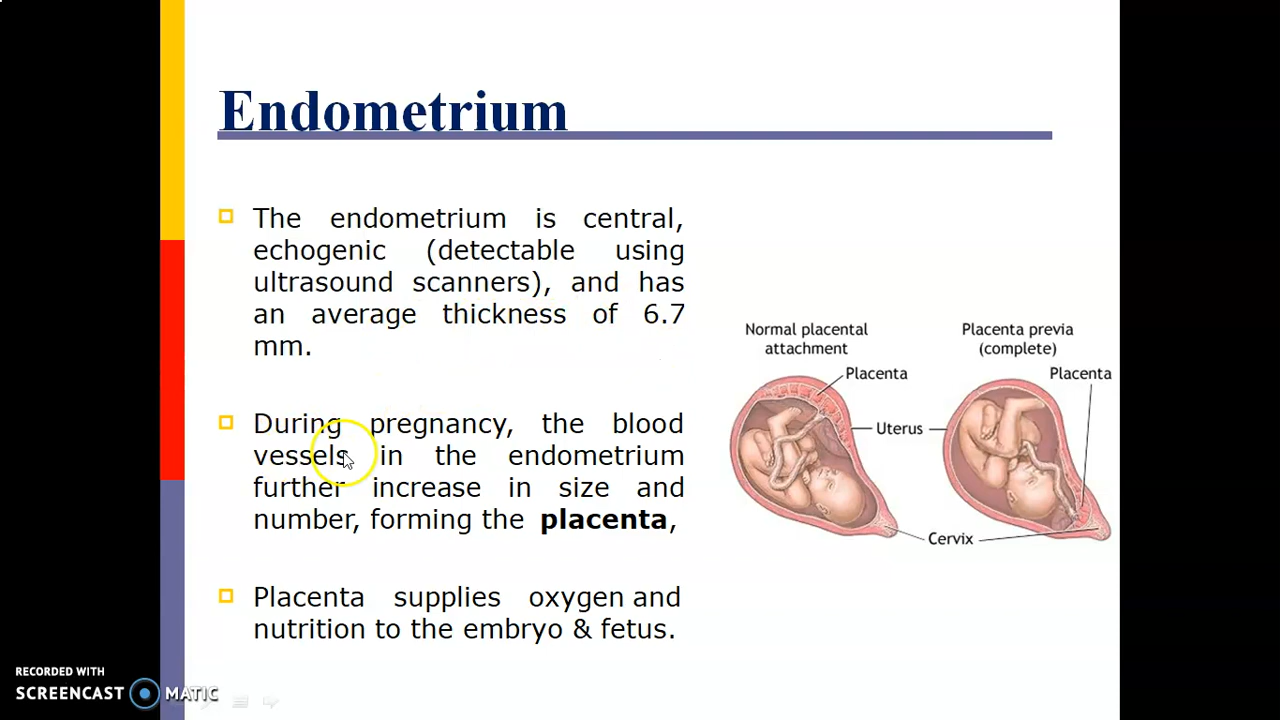 Endometrium
The endometrium is central,
echogenic (detectable using
ultrasound scanners), and has
an average thickness of 6.7
mm.
During pregnancy, the blood
vessels in the endometrium
further increase in size and
number, forming the placenta,
Placenta supplies oxygen and
nutrition to the embryo & fetus.
Normal placental
attachment
Placenta previa
(complete)
Placenta
Placenta
Uterus
Cervix
RECORDED WITH
SCREENCAST MATIC